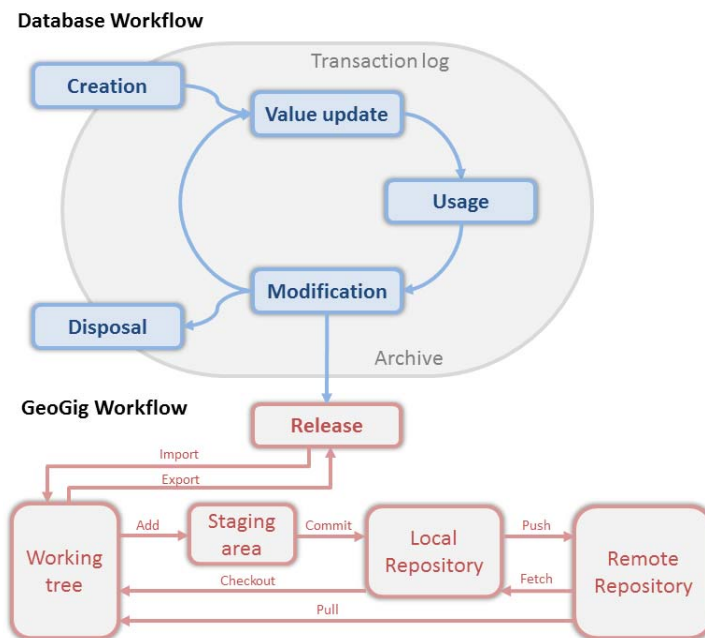 Database Workflow
Transaction log
Creation
Value update
Usage
Modification
Disposal
Archive
GeoGig Workflow
Release
Import
Export
Working
tree
Add
Staging
area
Commit
Local
Repository
Push
Remote
Repository
Checkout
Fetch
Pull